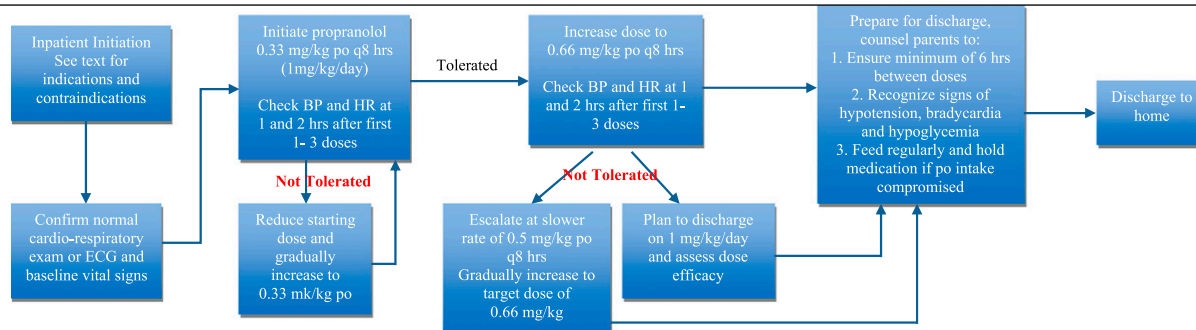 Inpatient Initiation
See text for
indications and
contraindications
Confirm normal
cardio-respiratory
exam or ECG and
baseline vital signs
Initiate propranolol
0.33 mg/kg po q8 hrs
(1mg/kg/day)
Check BP and HR at
1 and 2 hrs after first
1- 3 doses
Not Tolerated
Reduce starting
dose and
gradually
increase to
0.33 mk/kg po
Tolerated
Increase dose to
0.66 mg/kg po q8 hrs
Check BP and HR at 1
and 2 hrs after first 1-
3 doses
Not Tolerated
Escalate at slower
rate of 0.5 mg/kg po
q8 hrs
Gradually increase to
target dose of
0.66 mg/kg
Plan to discharge
on 1 mg/kg/day
and assess dose
efficacy
Prepare for discharge,
counsel parents to:
1. Ensure minimum of 6 hrs
between doses
2. Recognize signs of
hypotension, bradycardia
and hypoglycemia
3. Feed regularly and hold
medication if po intake
compromised
Discharge to
home